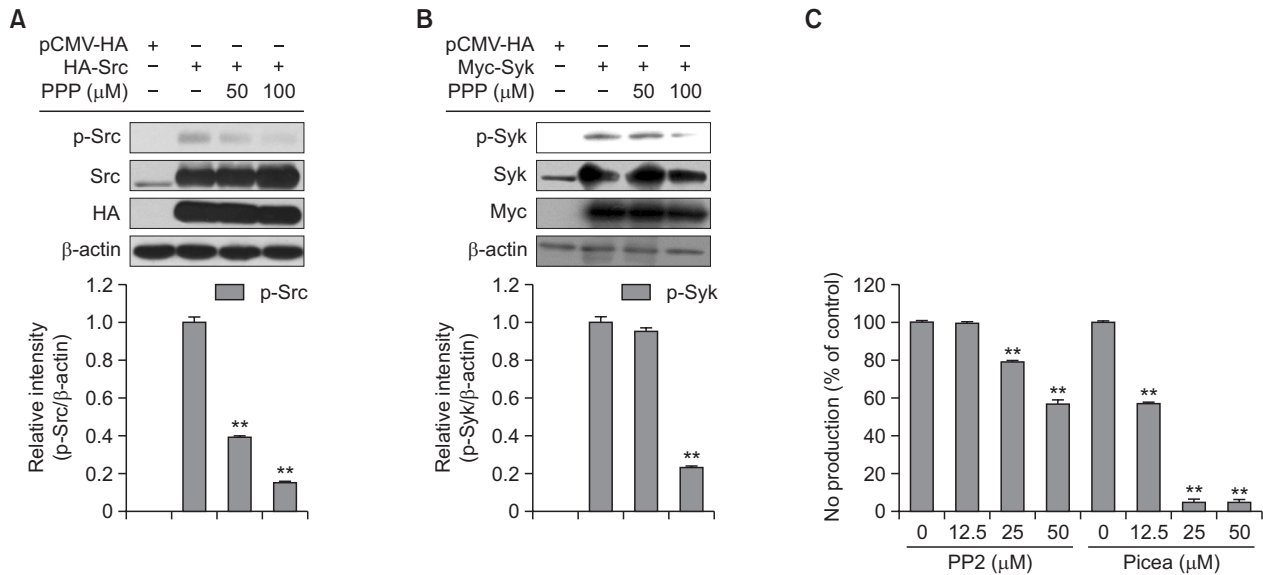 A
pCMV-HA + – – –
HA-Src – + + +
PPP (μM) – – 50 100
p-Src
Src
HA
β-actin
1.2
1.0
0.8
0.6
0.4
0.2
0
Relative intensity
(p-Src/β-actin)
p-Src
**
**
B
pCMV-HA + – – –
Myc-Syk – + + +
PPP (μM) – – 50 100
p-Syk
Syk
Myc
β-actin
1.2
1.0
0.8
0.6
0.4
0.2
0
Relative intensity
(p-Syk/β-actin)
p-Syk
**
C
120
100
80
60
40
20
0
No production (% of control)
**
**
**
**
**
0 12.5 25 50 0 12.5 25 50
PP2 (μM) Picea (μM)